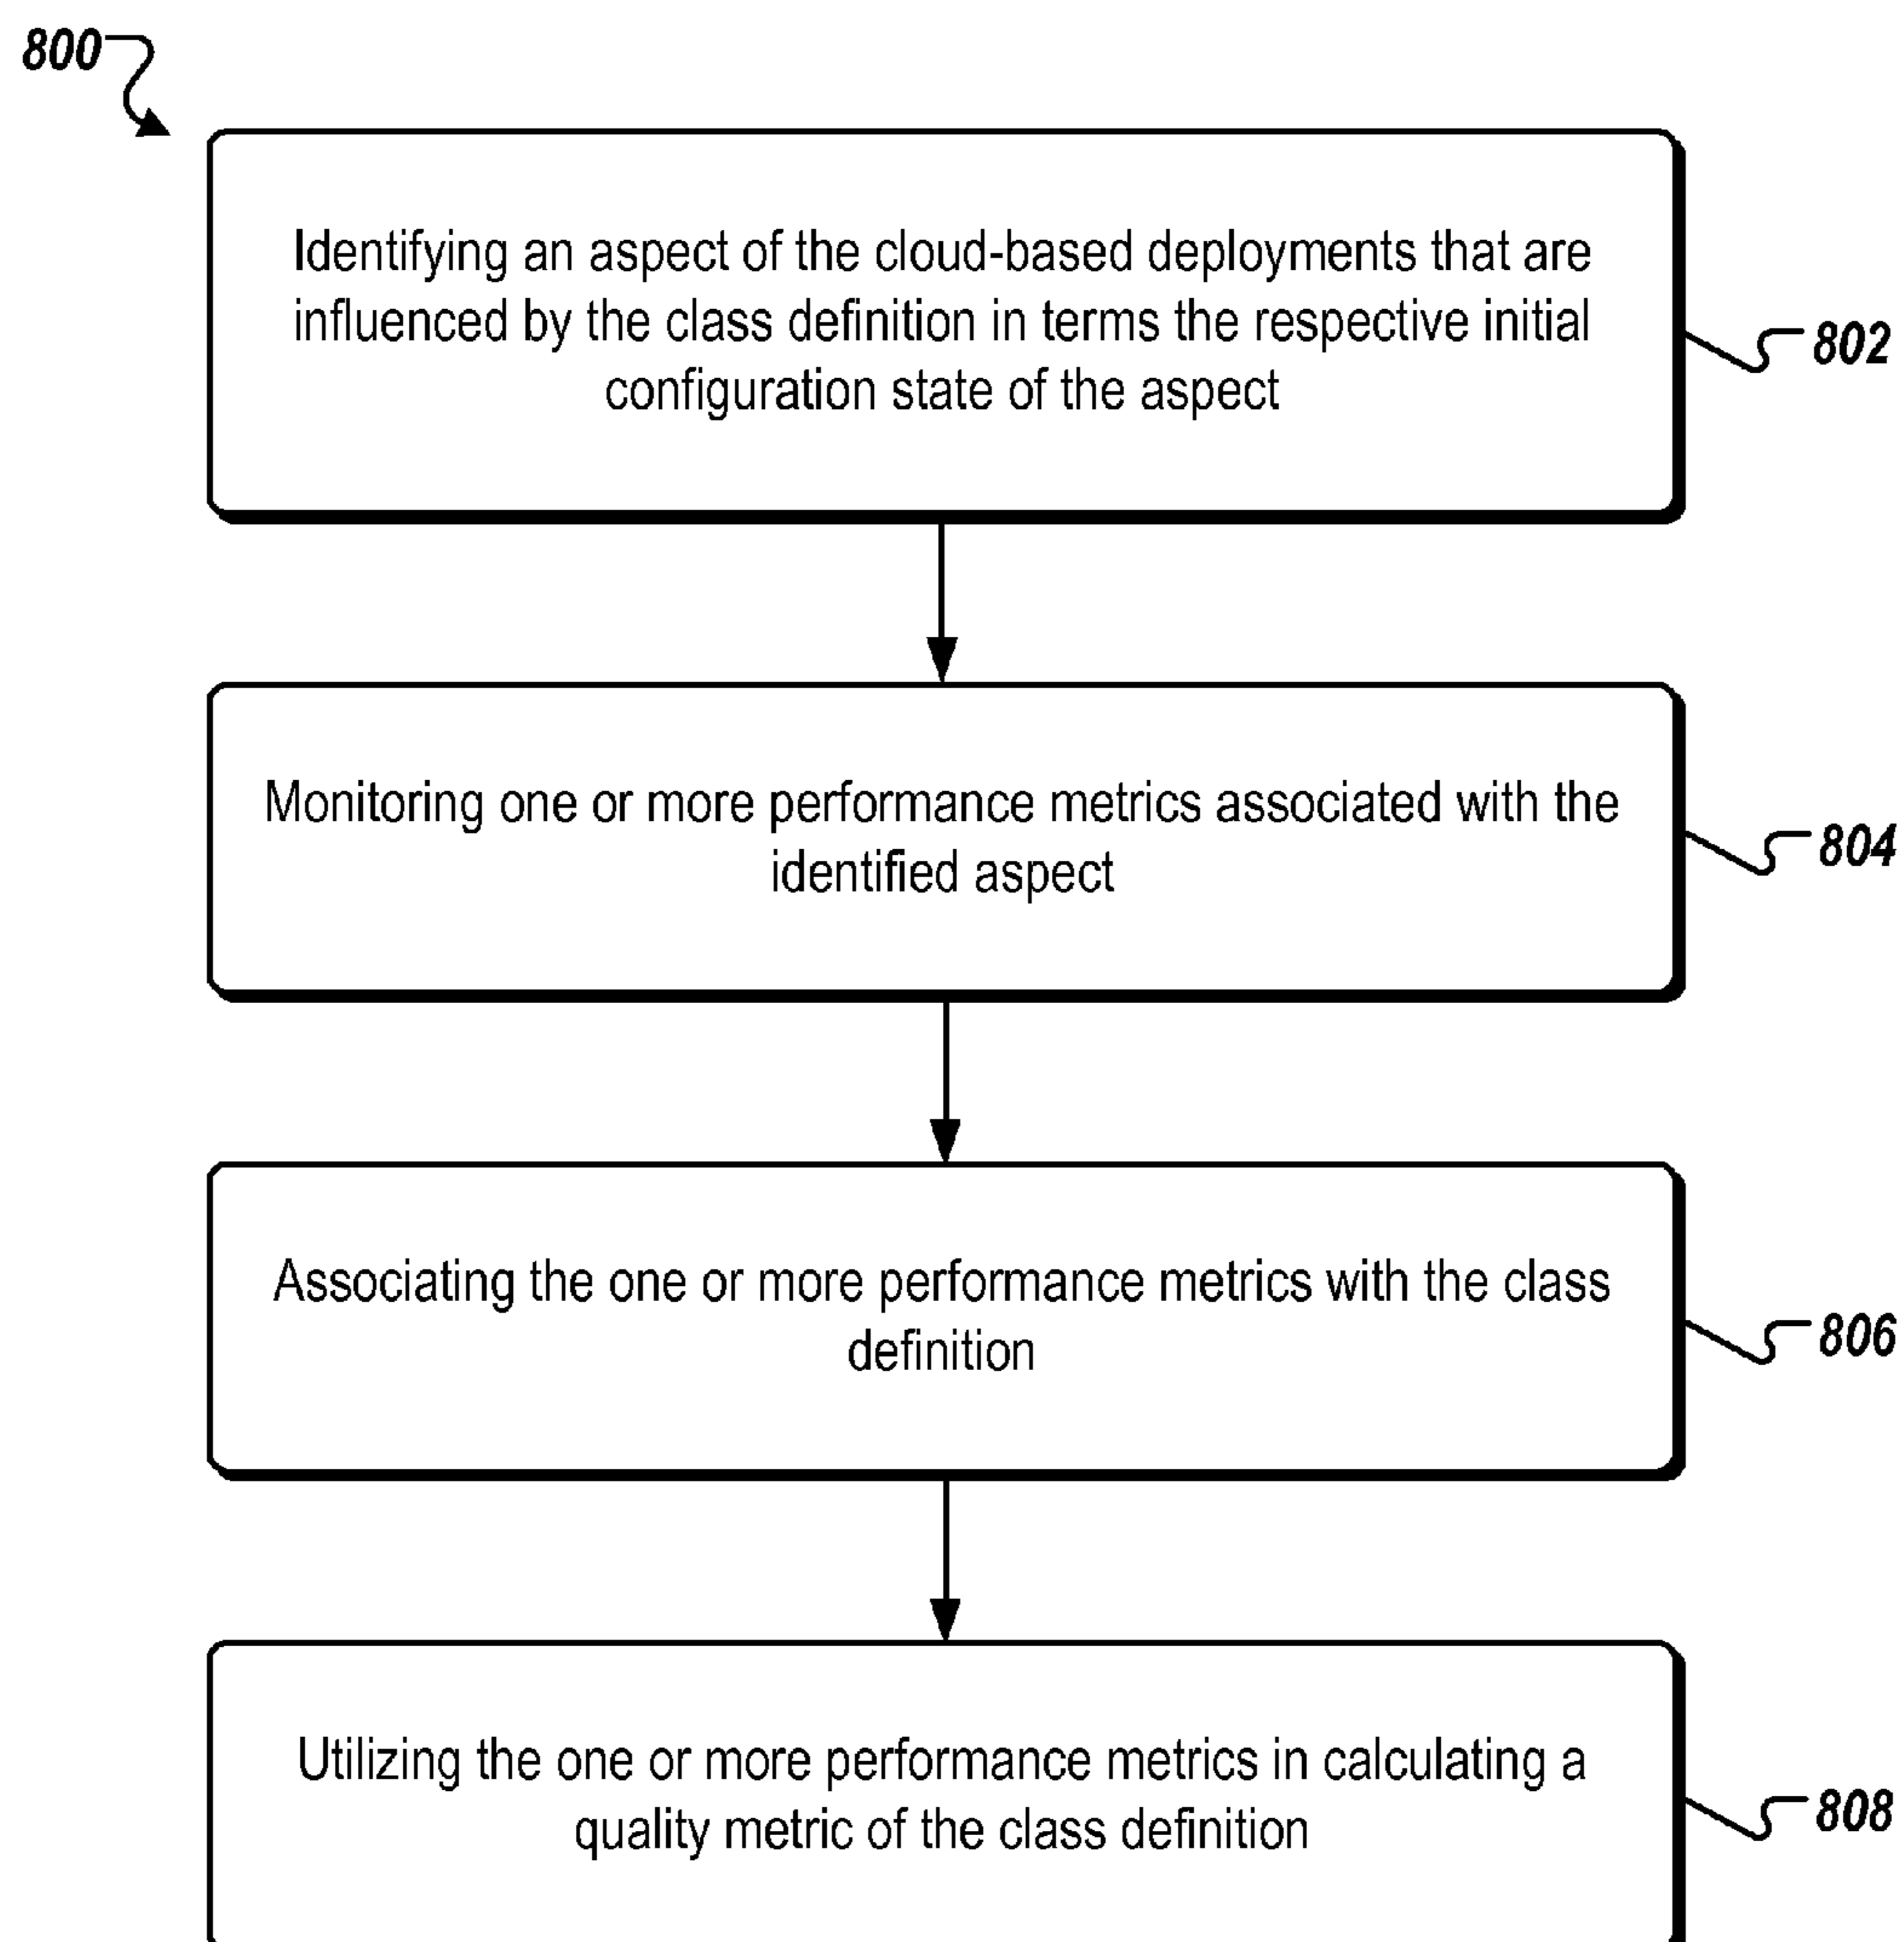 800
Identifying an aspect of the cloud-based deployments that are
influenced by the class definition in terms the respective initial
configuration state of the aspect
802
Monitoring one or more performance metrics associated with the
identified aspect
804
Associating the one or more performance metrics with the class
definition
806
Utilizing the one or more performance metrics in calculating a
quality metric of the class definition
808